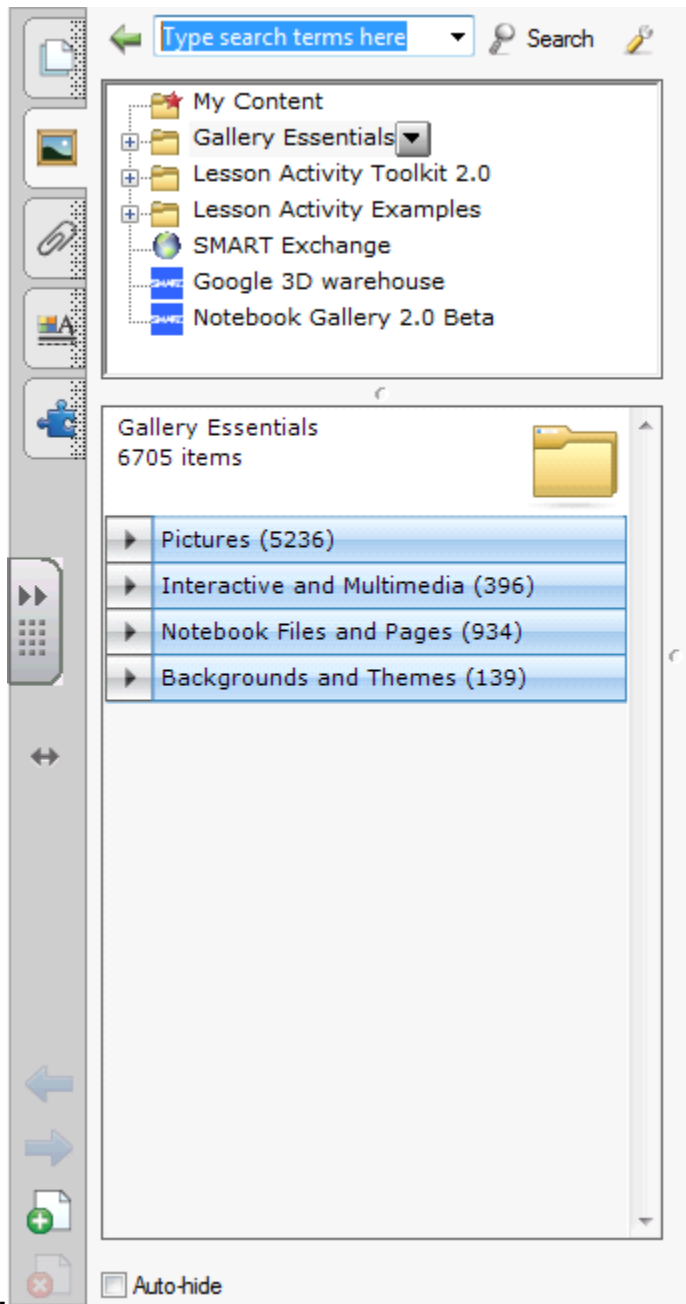 Type search terms here
Search
My Content
Gallery Essentials
Lesson Activity Toolkit 2.0
Lesson Activity Examples
SMART Exchange
SMART Google 3D warehouse
SMART Notebook Gallery 2.0 Beta
Gallery Essentials
6705 items
Pictures (5236)
Interactive and Multimedia (396)
Notebook Files and Pages (934)
Backgrounds and Themes (139)
Auto-hide